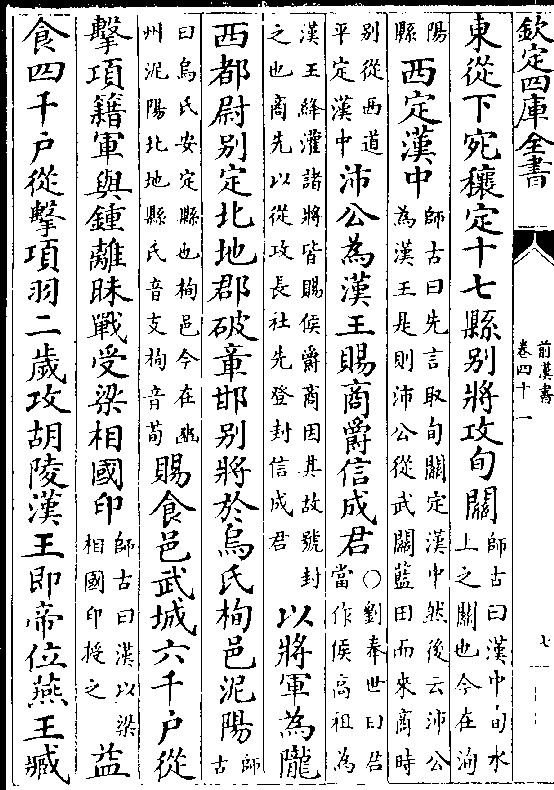 欽定四庫全書
前漢書
卷四十一
七
東從下宛穰定十七縣別將攻旬關師古曰漢中旬水
上之關也今在洵
陽
縣西定漢中師古曰先言取旬關定漢中然後云沛公
為漢王是則沛公從武關藍田而來商時
別從西道
平定漢中沛公為漢王賜商爵信成君○劉奉世曰君
當作侯高祖為
漢王絳灌諸將皆賜侯爵商因其故號封
之也商先以從攻長社先登封信成君以將軍為隴
西都尉別定北地郡破章邯別將於烏氏栒邑泥陽師
古
曰烏氏安定縣也栒邑今在豳
州泥陽北地縣氏音支栒音荀賜食邑武城六千戶從
擊項籍軍與鍾離眛戰受梁相國印師古曰漢以梁
相國印授之益
食四千戶從擊項羽二歲攻胡陵漢王即帝位燕王臧